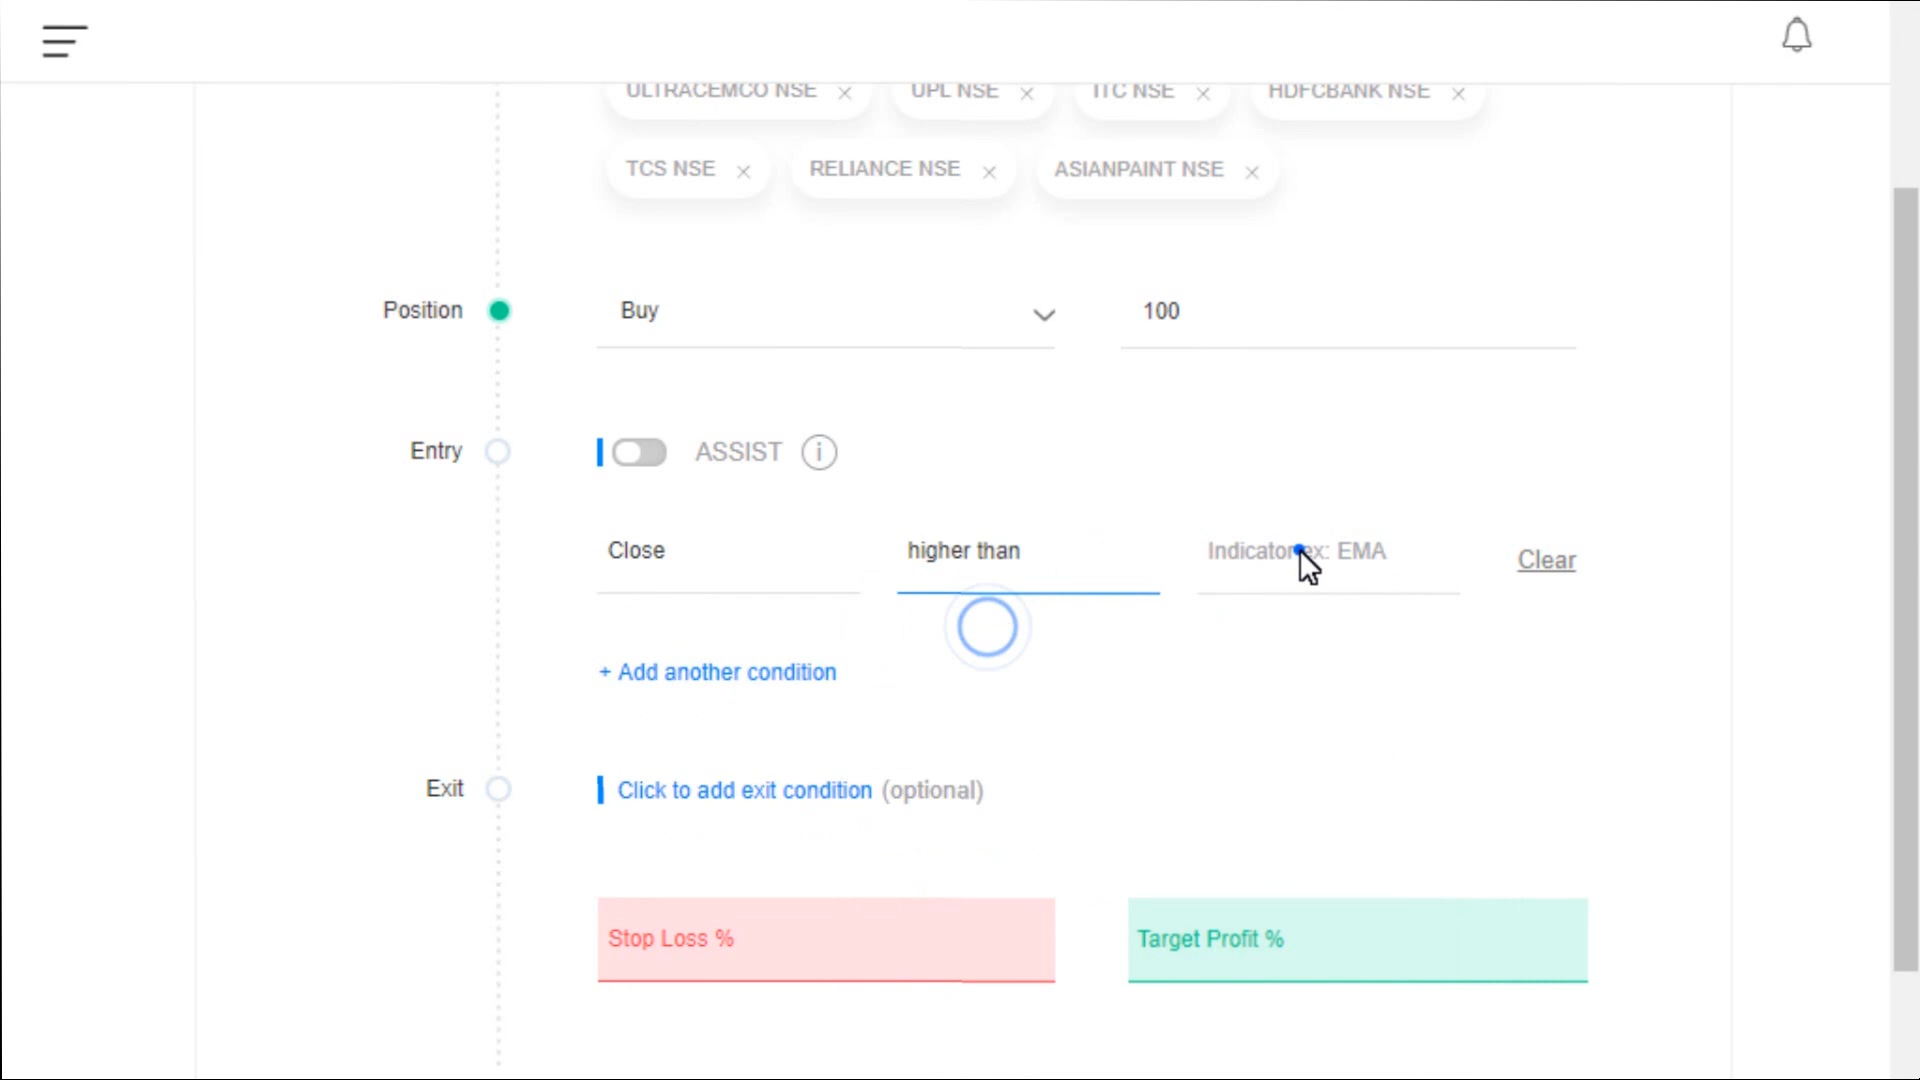 ULTRACEMCO NSE × UPL NSE × ITC NSE × HDFCBANK NSE ×
TCS NSE × RELIANCE NSE × ASIANPAINT NSE ×
Position Buy 100
Entry ASSIST i
Close higher than Indicator ex: EMA Clear
+ Add another condition
Exit Click to add exit condition (optional)
Stop Loss % Target Profit %